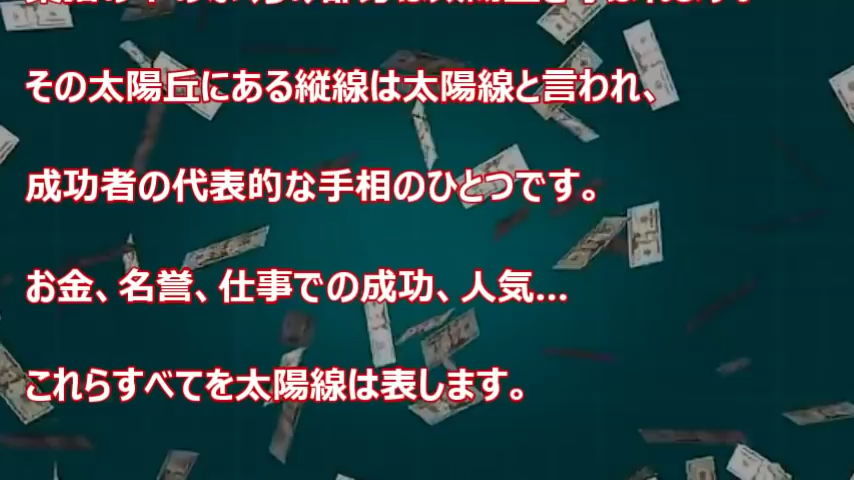 その太陽丘にある縦線は太陽線と言われ、
成功者の代表的な手相のひとつです。
お金、名誉、仕事での成功、人気…
これらすべてを太陽線は表します。